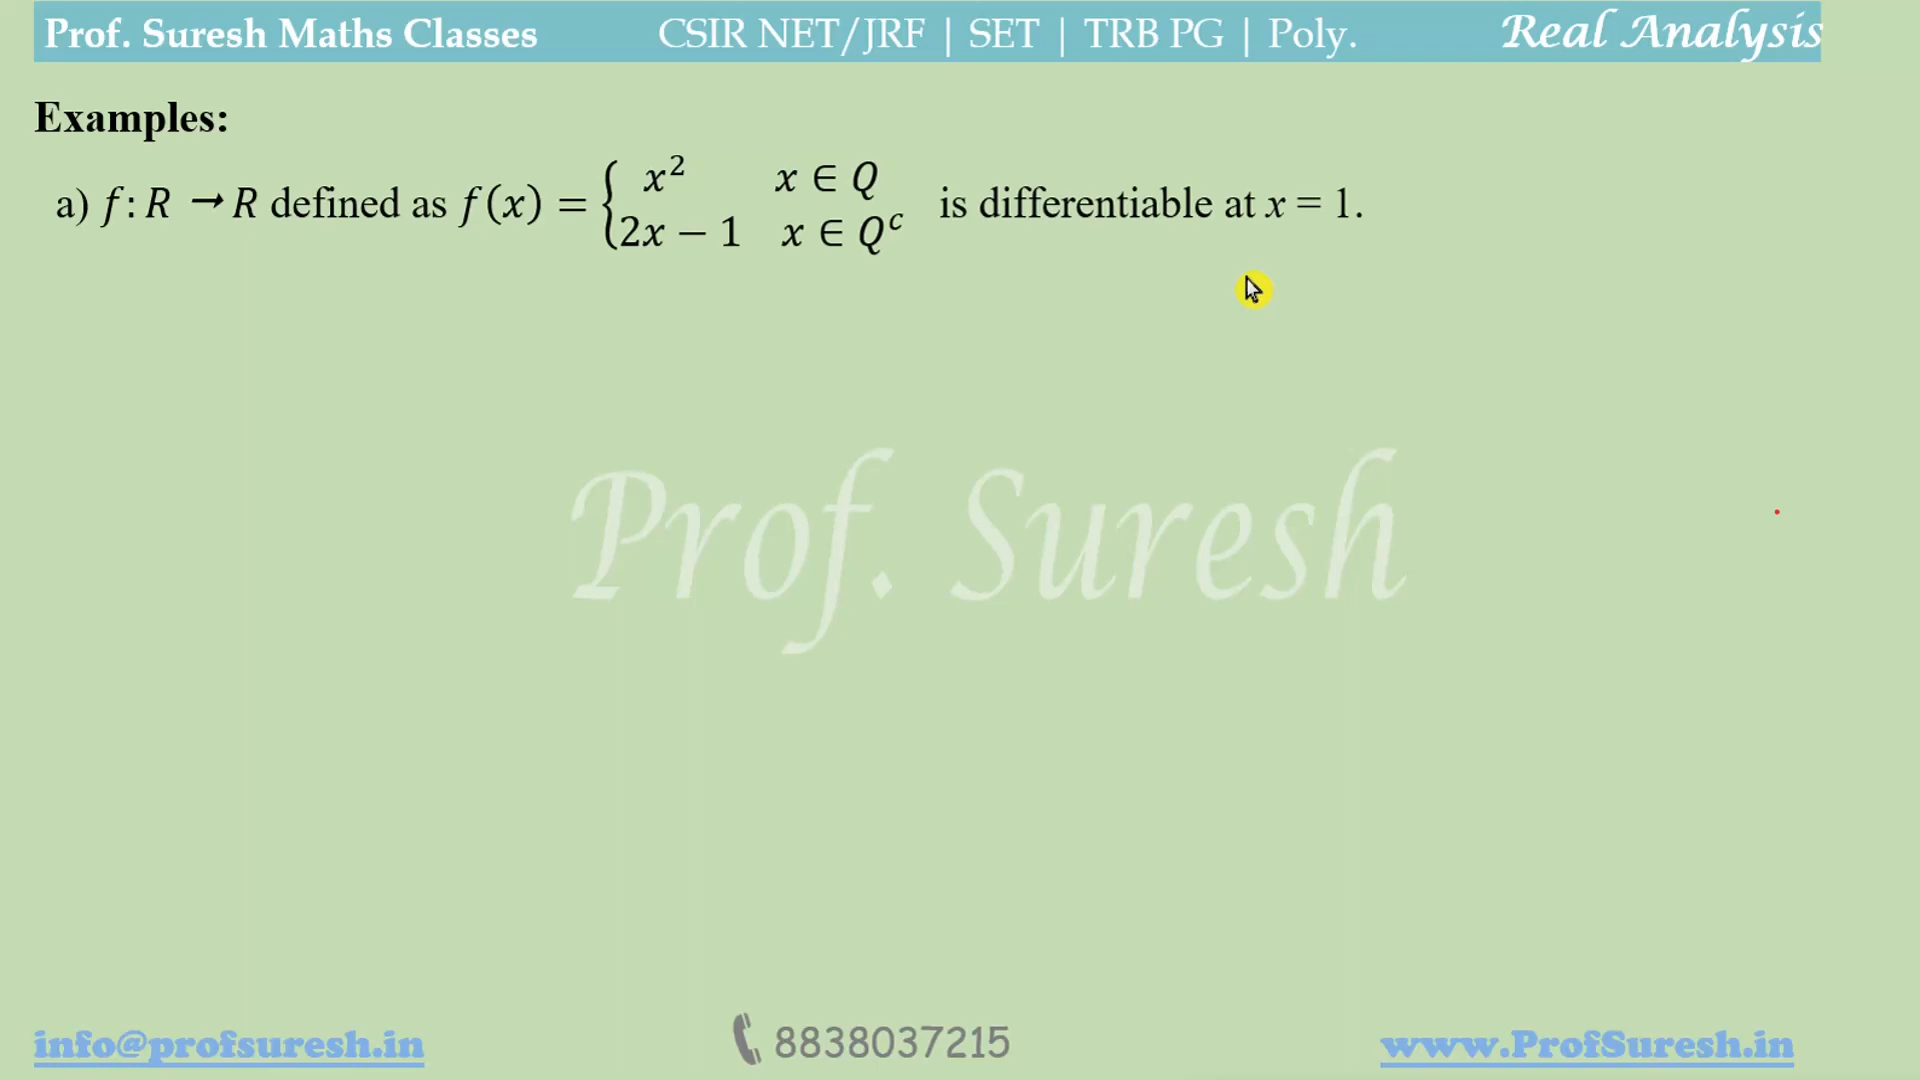 Prof. Suresh Maths Classes CSIR NET/JRF | SET | TRB PG | Poly. Real Analysis
Examples:
a) f: R → R defined as f(x) = { x² x ∈ Q is differentiable at x = 1.
2x − 1 x ∈ Qᶜ
Prof. Suresh
info@profsuresh.in 8838037215 www.ProfSuresh.in